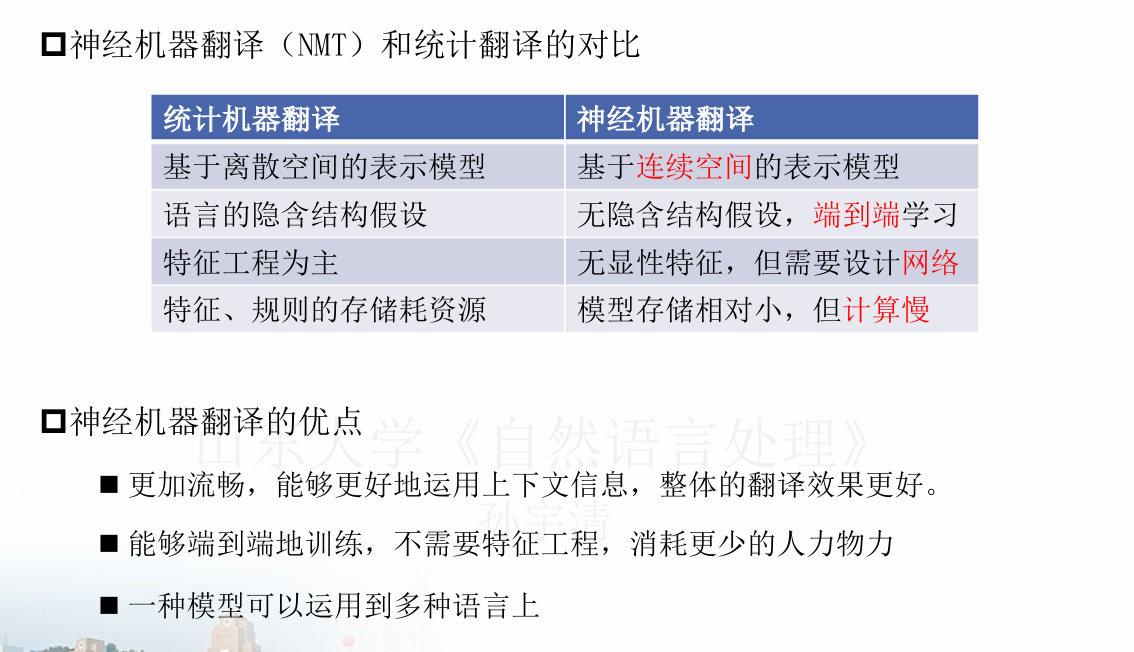 神经机器翻译（NMT）和统计翻译的对比
统计机器翻译 神经机器翻译
基于离散空间的表示模型 基于连续空间的表示模型
语言的隐含结构假设 无隐含结构假设，端到端学习
特征工程为主 无显性特征，但需要设计网络
特征、规则的存储耗资源 模型存储相对小，但计算慢
神经机器翻译的优点
山东大学《自然语言处理》
更加流畅，能够更好地运用上下文信息，整体的翻译效果更好。
孙宇清
能够端到端地训练，不需要特征工程，消耗更少的人力物力
一种模型可以运用到多种语言上